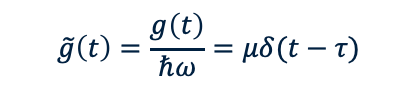 g̃(t) = g(t)/ħω = μδ(t − τ)